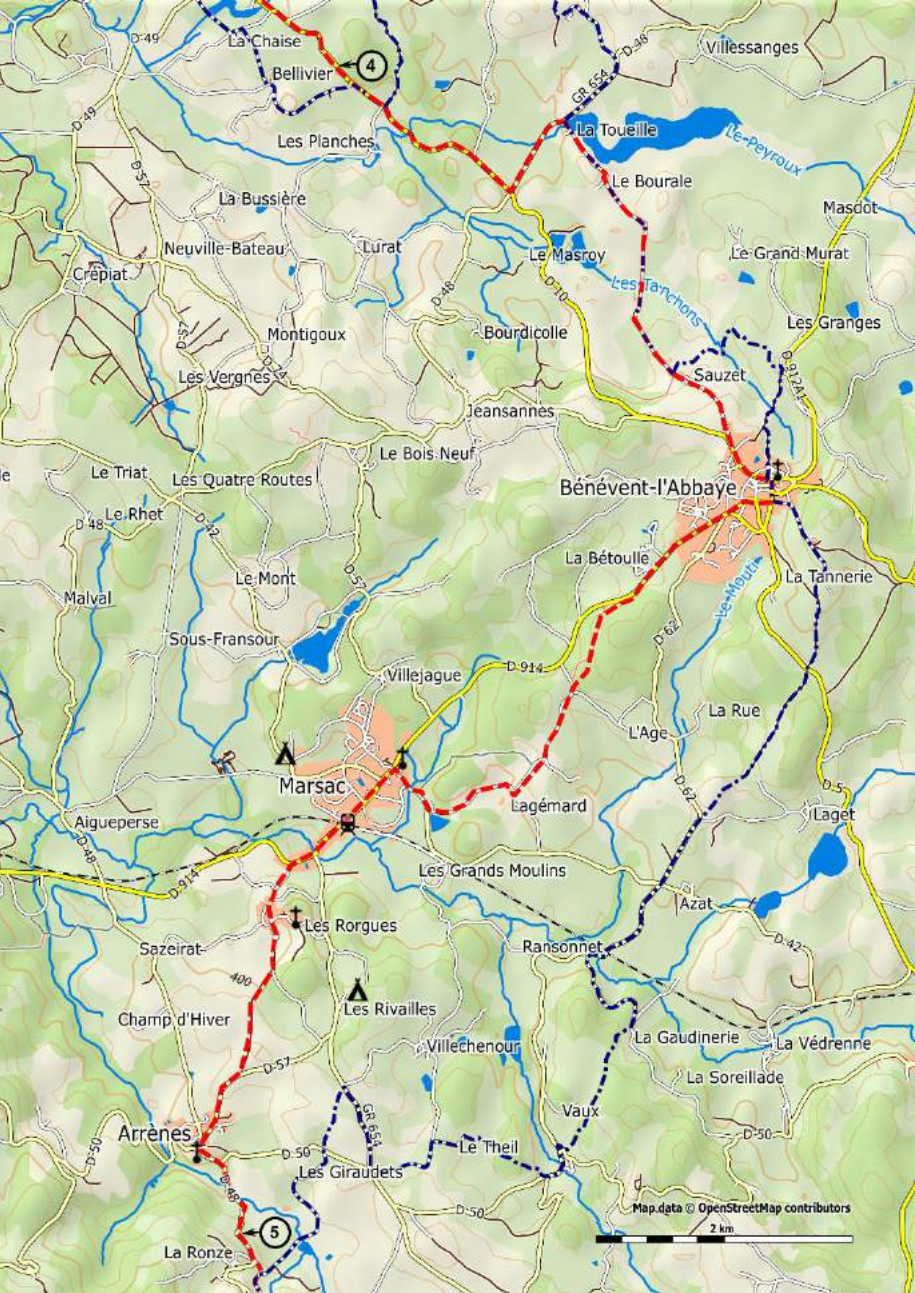 D-49
La Chaise
D-48
Villessanges
4
Bellivier
GR 654
D-49
La Toueille
Les Planches
Le-Peyroux
D-57
Le Bourale
La Bussière
Masdot
Neuville-Bateau
Lurat
Le Masroy
Le Grand Murat
Crépiat
D-48
D-10
Les Tanchons
D-57
Montigoux
Bourdicolle
Les Granges
D-24
Les Vergnes
Sauzet
D-912A1
Jeansannes
Le Bois Neuf
Le Triat
Les Quatre Routes
Bénévent-l'Abbaye
Le Rhet
D 48
D-42
La Bétoulle
Le Mont
D-57
La Tannerie
Malval
Le-Mouti
Sous-Fransour
D-62
D-914
Villejague
La Rue
L'Age
Marsac
D-62
D-5
Lagémard
Laget
Aigueperse
D-48
Les Grands Moulins
D-914
Azat
Les Rorgues
Sazeirat
Ransonnet
D-42
400
Les Rivailles
Champ d'Hiver
La Gaudinerie
La Védrenne
Villechenour
D-57
La Soreillade
Vaux
GR 654
Arrènes
D-50
D-50
D-50
Le Theil
Les Giraudets
D-48
D-50
Map data © OpenStreetMap contributors
2 km
5
La Ronze